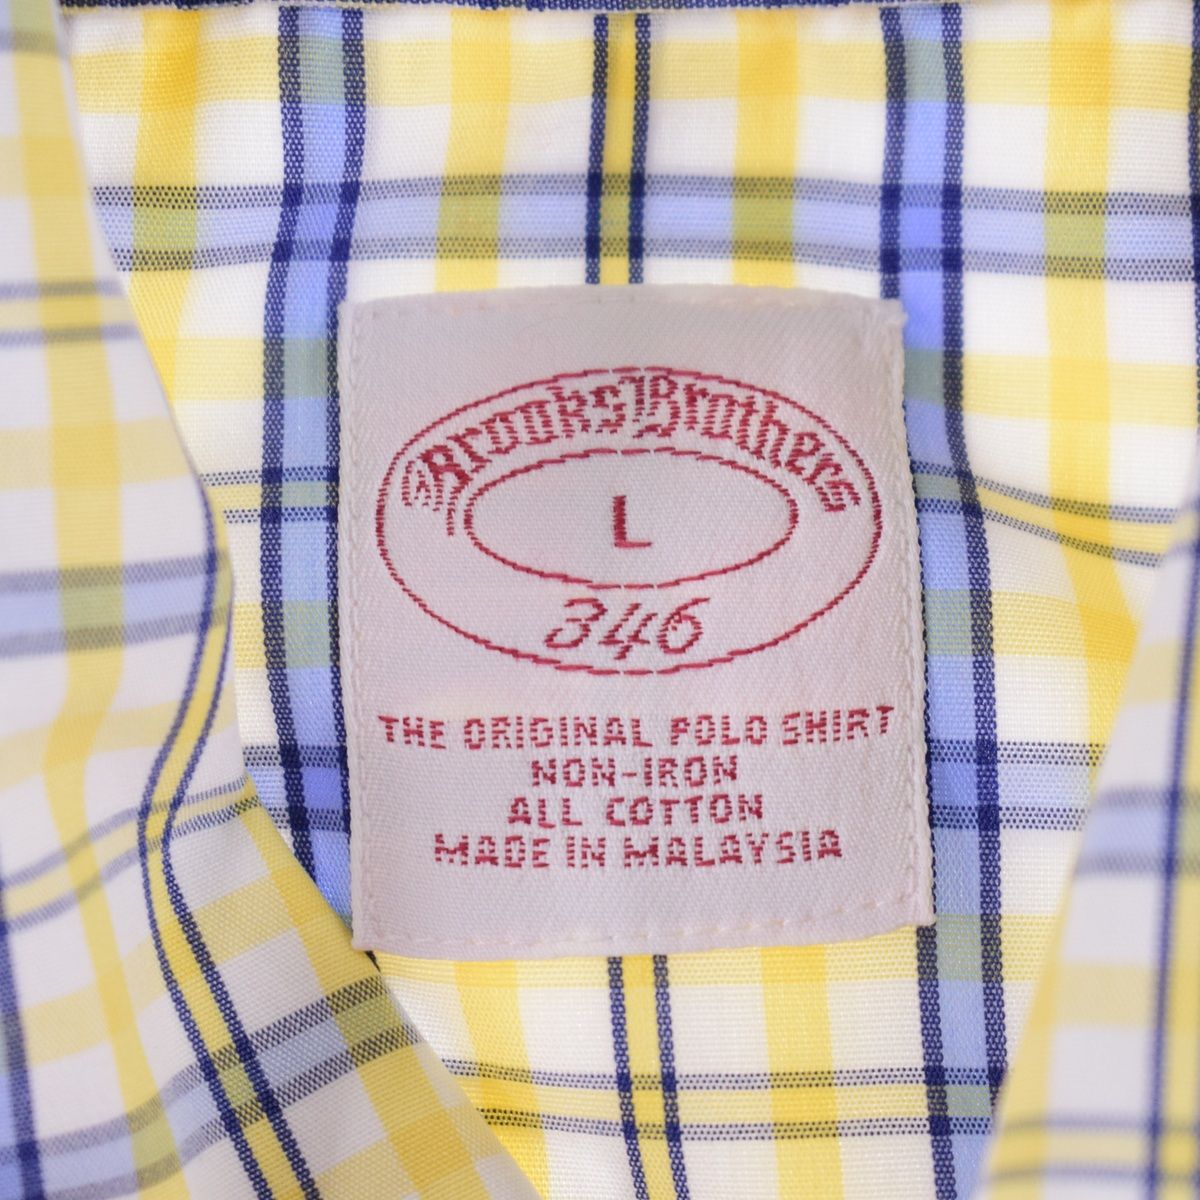 Brooks Brothers
L
346
THE ORIGINAL POLO SHIRT
NON-IRON
ALL COTTON
MADE IN MALAYSIA